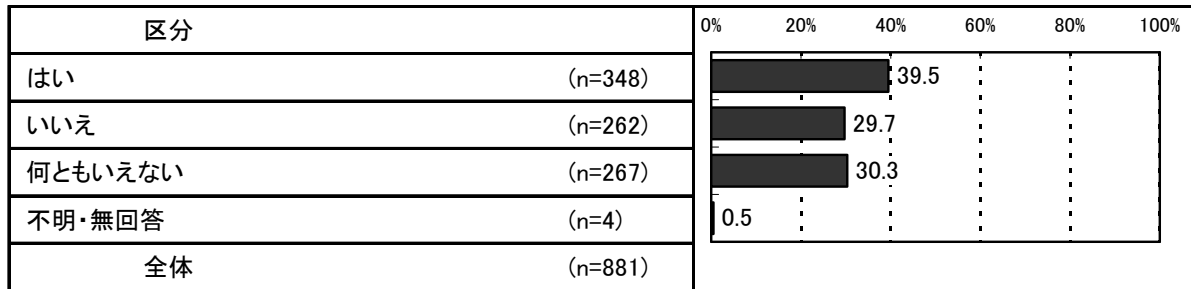 区分 0% 20% 40% 60% 80% 100%
はい (n=348) 39.5
いいえ (n=262) 29.7
何ともいえない (n=267) 30.3
不明・無回答 (n=4) 0.5
全体 (n=881)